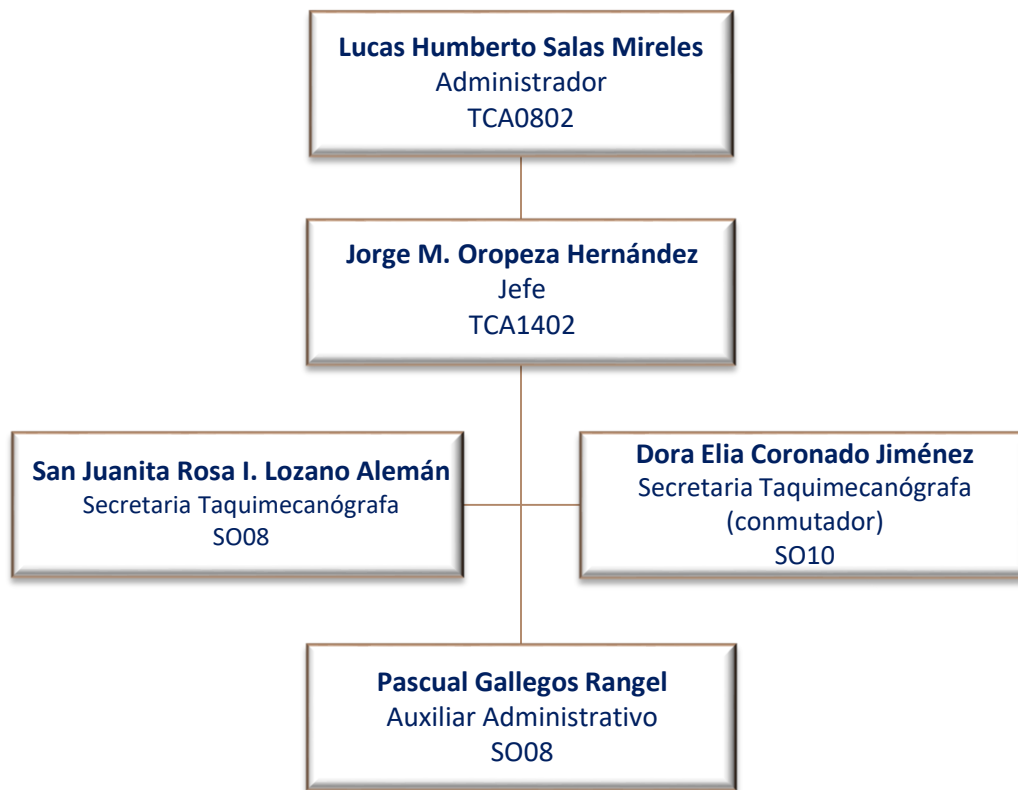 Lucas Humberto Salas Mireles
Administrador
TCA0802
Jorge M. Oropeza Hernández
Jefe
TCA1402
San Juanita Rosa I. Lozano Alemán
Secretaria Taquimecanógrafa
SO08
Dora Elia Coronado Jiménez
Secretaria Taquimecanógrafa
(conmutador)
SO10
Pascual Gallegos Rangel
Auxiliar Administrativo
SO08